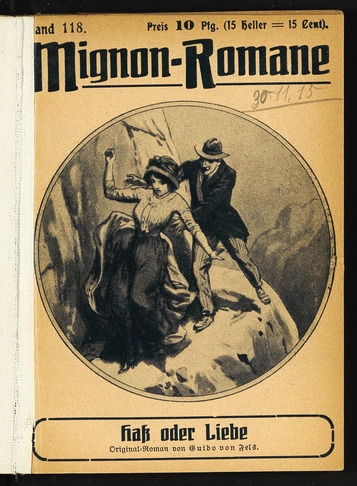 and 118.
Preis 10 Pfg. (15 Heller = 15 Cent).
Mignon-Romane
30.11.15
Haß oder Liebe
Original-Roman von Guido von Fels.